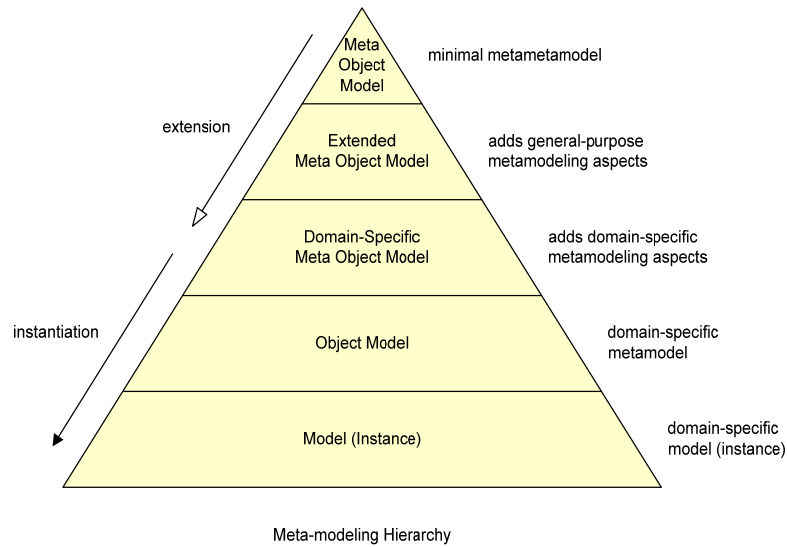 Meta
Object
Model
minimal metametamodel
extension
Extended
Meta Object Model
adds general-purpose
metamodeling aspects
Domain-Specific
Meta Object Model
adds domain-specific
metamodeling aspects
instantiation
Object Model
domain-specific
metamodel
Model (Instance)
domain-specific
model (instance)
Meta-modeling Hierarchy